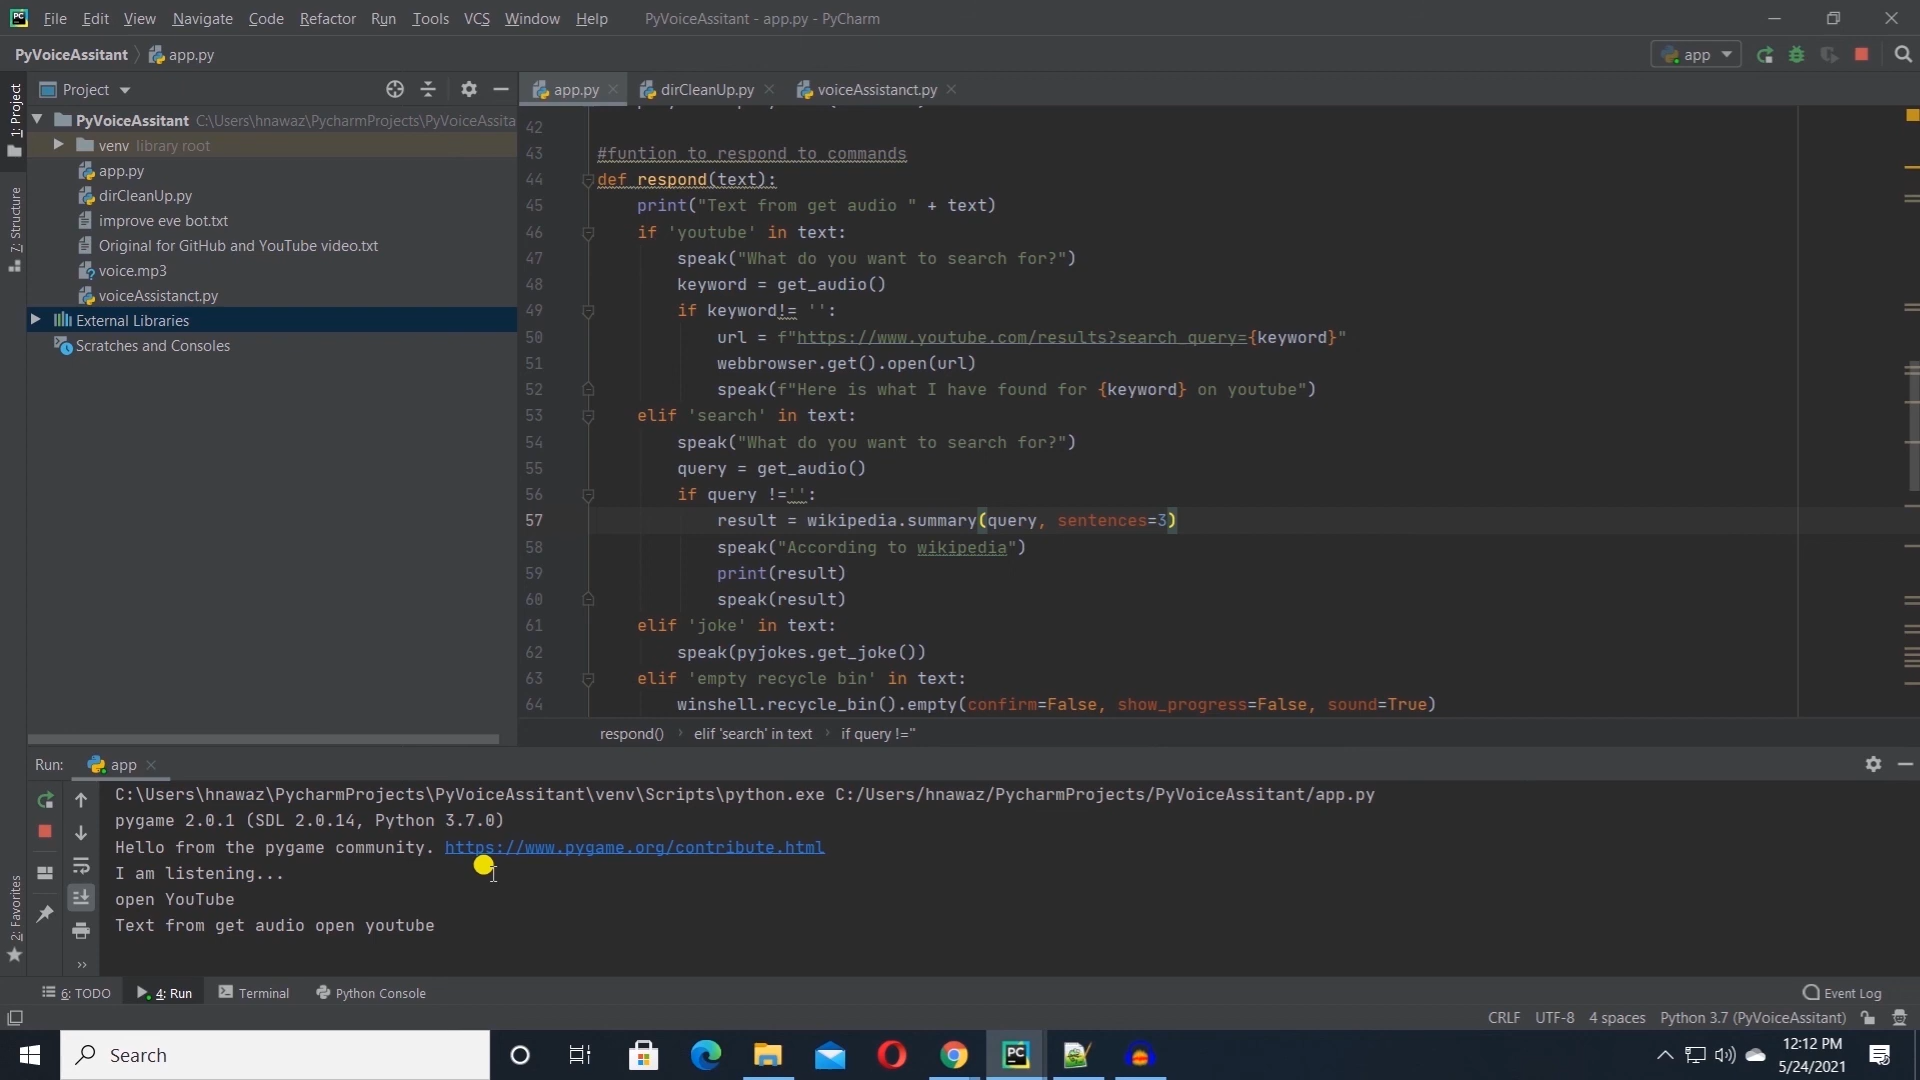 File Edit View Navigate Code Refactor Run Tools VCS Window Help PyVoiceAssitant - app.py - PyCharm
PyVoiceAssitant app.py app
Project app.py dirCleanUp.py voiceAssistanct.py
1: Project
7: Structure
2: Favorites
PyVoiceAssitant C:\Users\hnawaz\PycharmProjects\PyVoiceAssita
venv library root
app.py
dirCleanUp.py
improve eve bot.txt
Original for GitHub and YouTube video.txt
voice.mp3
voiceAssistanct.py
External Libraries
Scratches and Consoles
42
43 #funtion to respond to commands
44 def respond(text):
45 print("Text from get audio " + text)
46 if 'youtube' in text:
47 speak("What do you want to search for?")
48 keyword = get_audio()
49 if keyword!= '':
50 url = f"https://www.youtube.com/results?search_query={keyword}"
51 webbrowser.get().open(url)
52 speak(f"Here is what I have found for {keyword} on youtube")
53 elif 'search' in text:
54 speak("What do you want to search for?")
55 query = get_audio()
56 if query !='':
57 result = wikipedia.summary(query, sentences=3)
58 speak("According to wikipedia")
59 print(result)
60 speak(result)
61 elif 'joke' in text:
62 speak(pyjokes.get_joke())
63 elif 'empty recycle bin' in text:
64 winshell.recycle_bin().empty(confirm=False, show_progress=False, sound=True)
respond() › elif 'search' in text › if query !=''
Run: app
C:\Users\hnawaz\PycharmProjects\PyVoiceAssitant\venv\Scripts\python.exe C:/Users/hnawaz/PycharmProjects/PyVoiceAssitant/app.py
pygame 2.0.1 (SDL 2.0.14, Python 3.7.0)
Hello from the pygame community. https://www.pygame.org/contribute.html
I am listening...
open YouTube
Text from get audio open youtube
6: TODO 4: Run Terminal Python Console Event Log
CRLF UTF-8 4 spaces Python 3.7 (PyVoiceAssitant)
Search
12:12 PM
5/24/2021